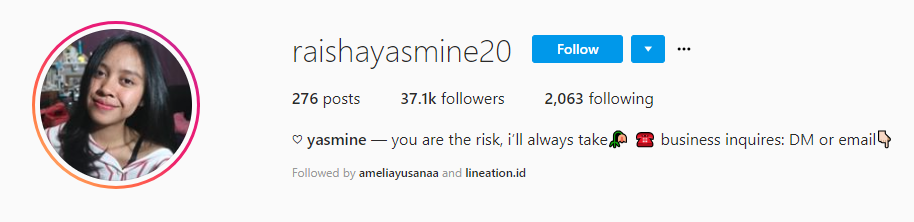 raishayasmine20 Follow
276 posts 37.1k followers 2,063 following
♡ yasmine — you are the risk, i'll always take🧛🏻‍♀️ ☎️ business inquires: DM or email👇🏻
Followed by ameliayusanaa and lineation.id